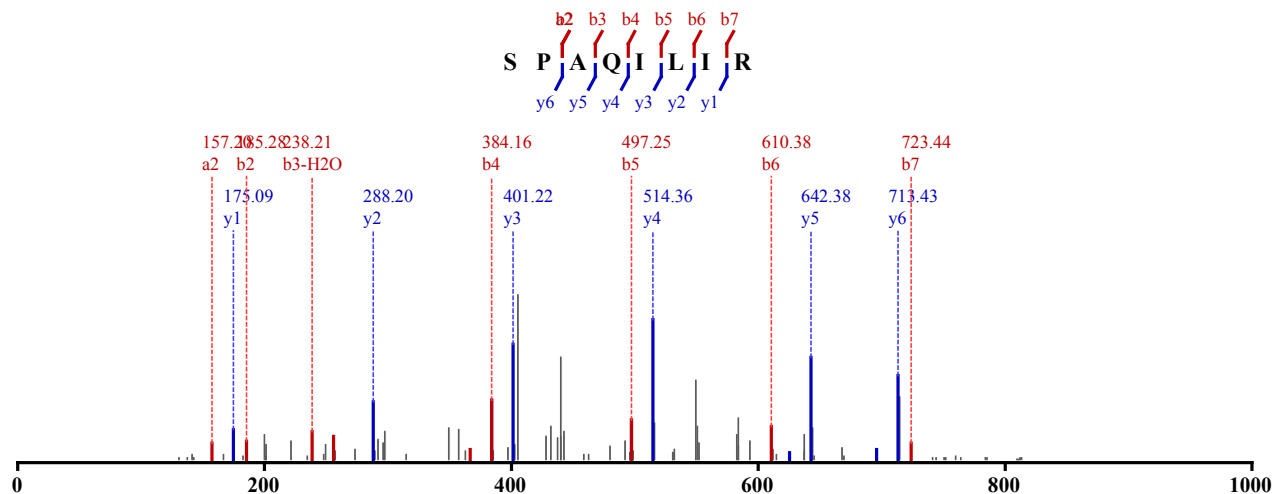 a2 b2 b3 b4 b5 b6 b7
S P A Q I L I R
y6 y5 y4 y3 y2 y1
157.20 185.28 238.21 384.16 497.25 610.38 723.44
a2 b2 b3-H2O b4 b5 b6 b7
175.09 288.20 401.22 514.36 642.38 713.43
y1 y2 y3 y4 y5 y6
0 200 400 600 800 1000